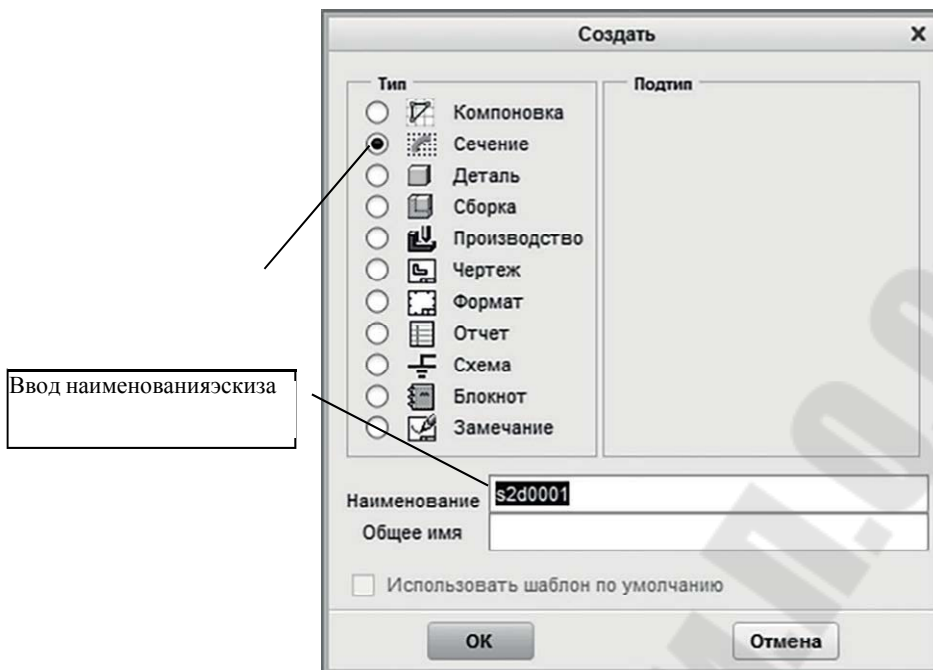 Создать
Тип
Подтип
Компоновка
Сечение
Деталь
Сборка
Производство
Чертеж
Формат
Отчет
Схема
Блокнот
Замечание
Ввод наименованияэскиза
Наименование s2d0001
Общее имя
Использовать шаблон по умолчанию
OK
Отмена